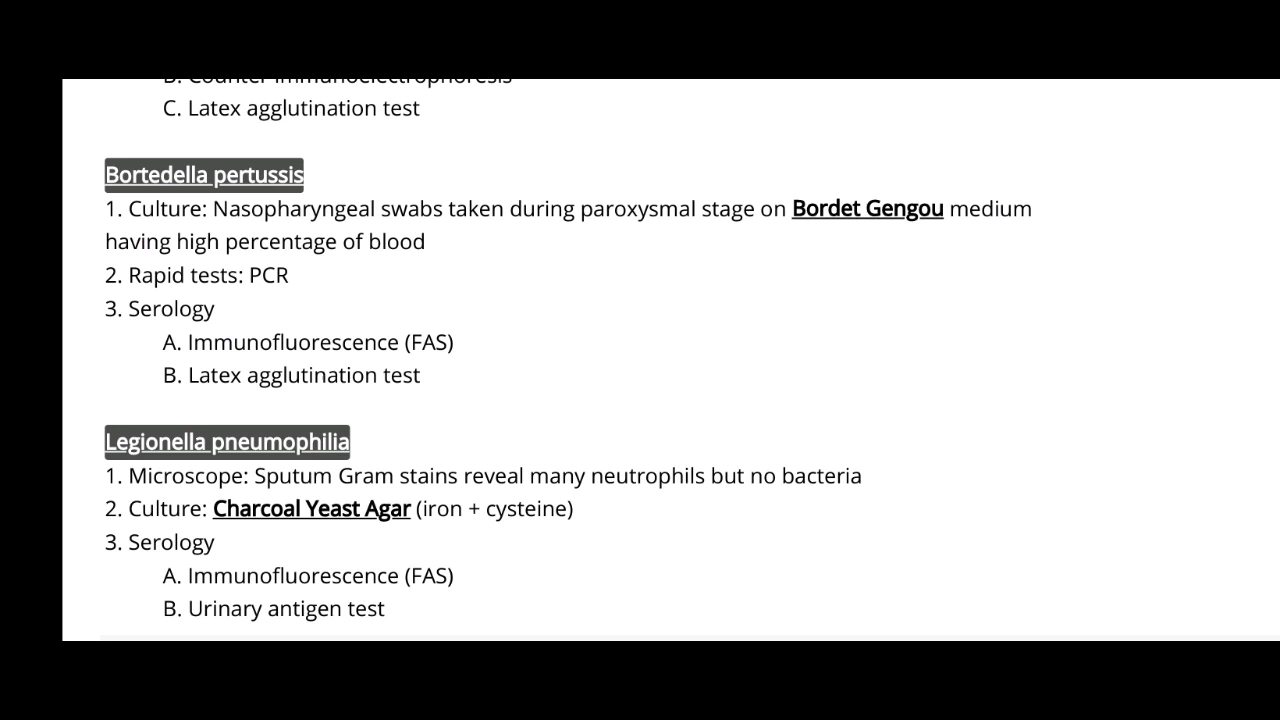 B. Counter immunoelectrophoresis
C. Latex agglutination test
Bortedella pertussis
1. Culture: Nasopharyngeal swabs taken during paroxysmal stage on Bordet Gengou medium
having high percentage of blood
2. Rapid tests: PCR
3. Serology
A. Immunofluorescence (FAS)
B. Latex agglutination test
Legionella pneumophilia
1. Microscope: Sputum Gram stains reveal many neutrophils but no bacteria
2. Culture: Charcoal Yeast Agar (iron + cysteine)
3. Serology
A. Immunofluorescence (FAS)
B. Urinary antigen test